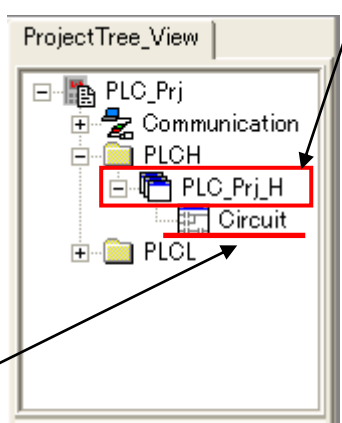 ProjectTree_View
PLC_Prj
Communication
PLCH
PLC_Prj_H
Circuit
PLCL